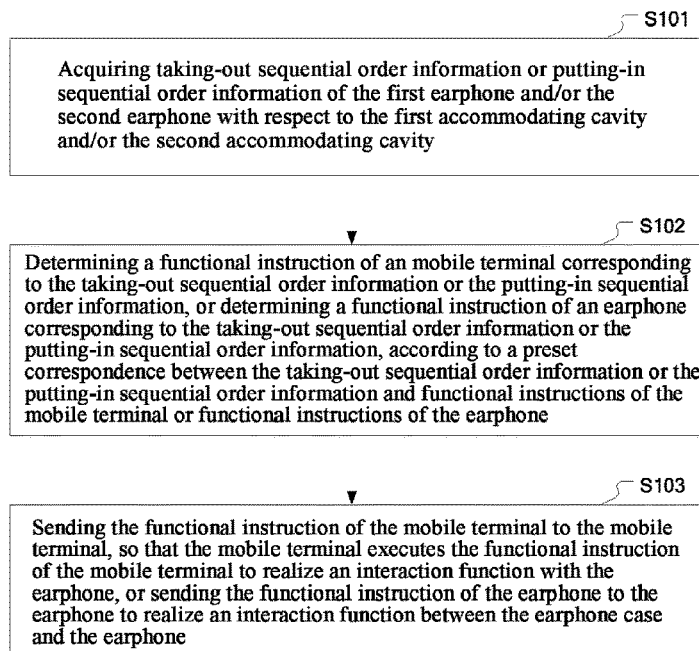 S101
Acquiring taking-out sequential order information or putting-in
sequential order information of the first earphone and/or the
second earphone with respect to the first accommodating cavity
and/or the second accommodating cavity
S102
Determining a functional instruction of an mobile terminal corresponding
to the taking-out sequential order information or the putting-in sequential
order information, or determining a functional instruction of an earphone
corresponding to the taking-out sequential order information or the
putting-in sequential order information, according to a preset
correspondence between the taking-out sequential order information or the
putting-in sequential order information and functional instructions of the
mobile terminal or functional instructions of the earphone
S103
Sending the functional instruction of the mobile terminal to the mobile
terminal, so that the mobile terminal executes the functional instruction
of the mobile terminal to realize an interaction function with the
earphone, or sending the functional instruction of the earphone to the
earphone to realize an interaction function between the earphone case
and the earphone